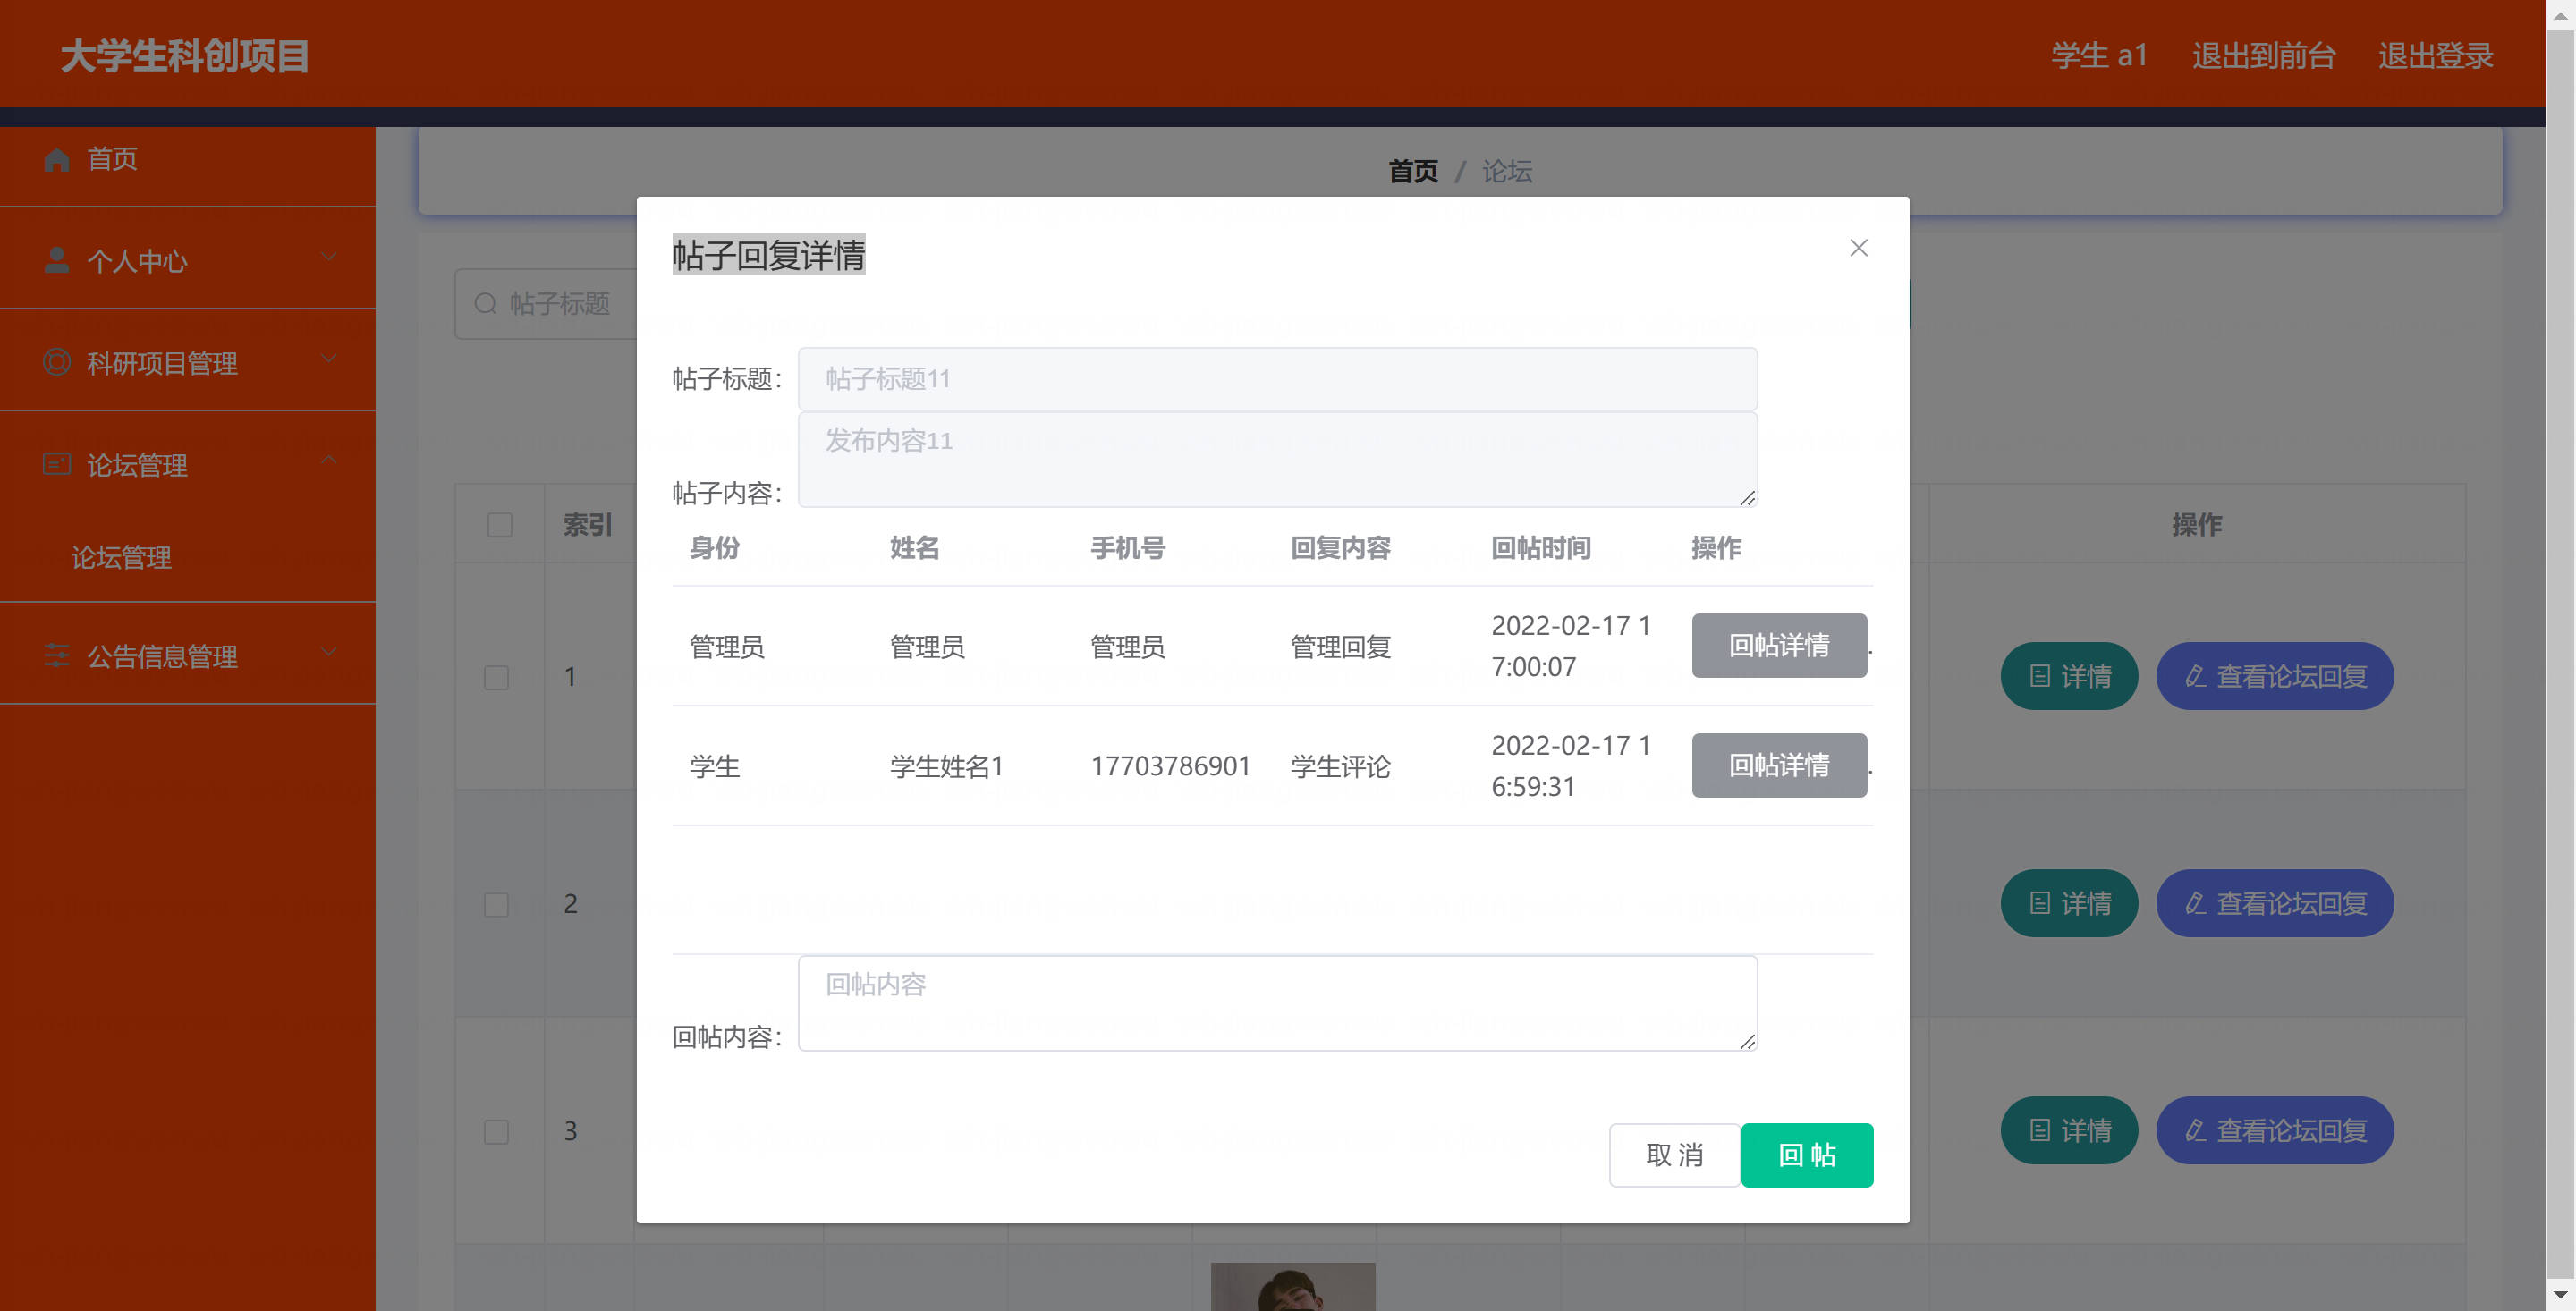 大学生科创项目
学生 a1 退出到前台 退出登录
首页
个人中心
科研项目管理
论坛管理
论坛管理
公告信息管理
首页 / 论坛
帖子标题
索引 操作
1 详情 查看论坛回复
2 详情 查看论坛回复
3 详情 查看论坛回复
帖子回复详情
帖子标题: 帖子标题11
发布内容11
帖子内容:
身份 姓名 手机号 回复内容 回帖时间 操作
管理员 管理员 管理员 管理回复 2022-02-17 1
7:00:07 回帖详情 .
学生 学生姓名1 17703786901 学生评论 2022-02-17 1
6:59:31 回帖详情 .
回帖内容
回帖内容:
取 消 回 帖